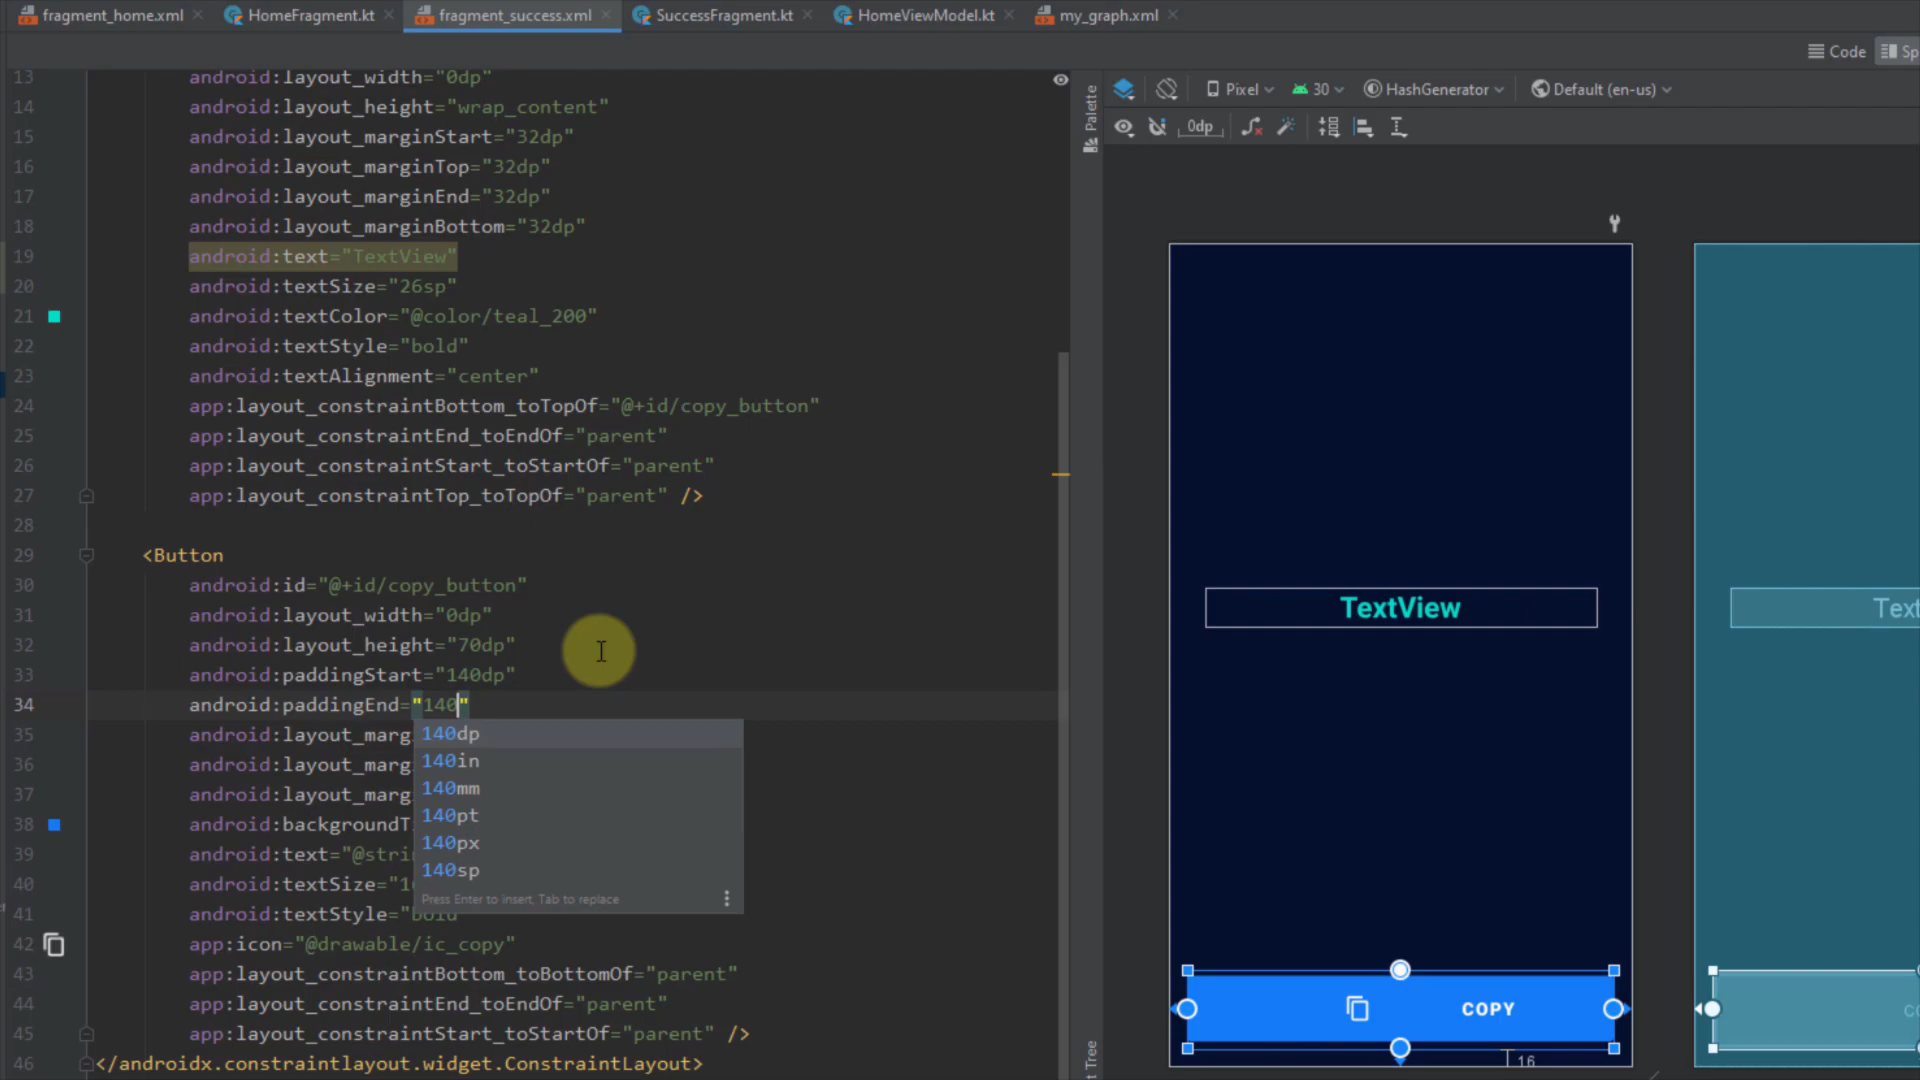 fragment_home.xml
HomeFragment.kt
fragment_success.xml
SuccessFragment.kt
HomeViewModel.kt
my_graph.xml
Code
Sp
13 android:layout_width="0dp"
14 android:layout_height="wrap_content"
15 android:layout_marginStart="32dp"
16 android:layout_marginTop="32dp"
17 android:layout_marginEnd="32dp"
18 android:layout_marginBottom="32dp"
19 android:text="TextView"
20 android:textSize="26sp"
21 android:textColor="@color/teal_200"
22 android:textStyle="bold"
23 android:textAlignment="center"
24 app:layout_constraintBottom_toTopOf="@+id/copy_button"
25 app:layout_constraintEnd_toEndOf="parent"
26 app:layout_constraintStart_toStartOf="parent"
27 app:layout_constraintTop_toTopOf="parent" />
28
29 <Button
30 android:id="@+id/copy_button"
31 android:layout_width="0dp"
32 android:layout_height="70dp"
33 android:paddingStart="140dp"
34 android:paddingEnd="140"
35 android:layout_marg
36 android:layout_marg
37 android:layout_marg
38 android:backgroundT
39 android:text="@stri
40 android:textSize="1
41 android:textStyle="bold"
42 app:icon="@drawable/ic_copy"
43 app:layout_constraintBottom_toBottomOf="parent"
44 app:layout_constraintEnd_toEndOf="parent"
45 app:layout_constraintStart_toStartOf="parent" />
46 </androidx.constraintlayout.widget.ConstraintLayout>
140dp
140in
140mm
140pt
140px
140sp
Press Enter to insert, Tab to replace
Palette
Pixel
30
HashGenerator
Default (en-us)
0dp
TextView
Text
COPY
16
t Tree